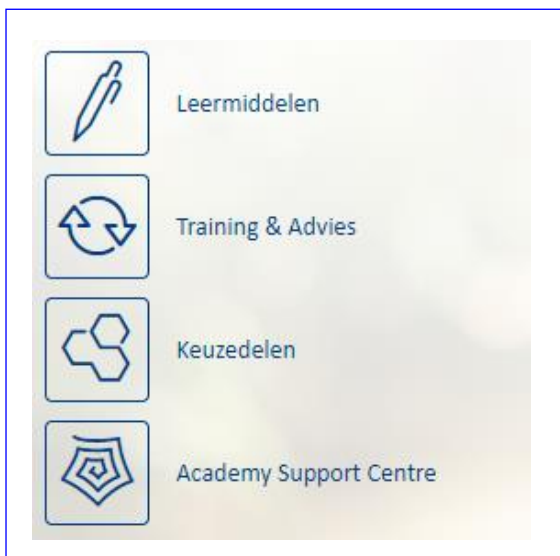 Leermiddelen
Training & Advies
Keuzedelen
Academy Support Centre